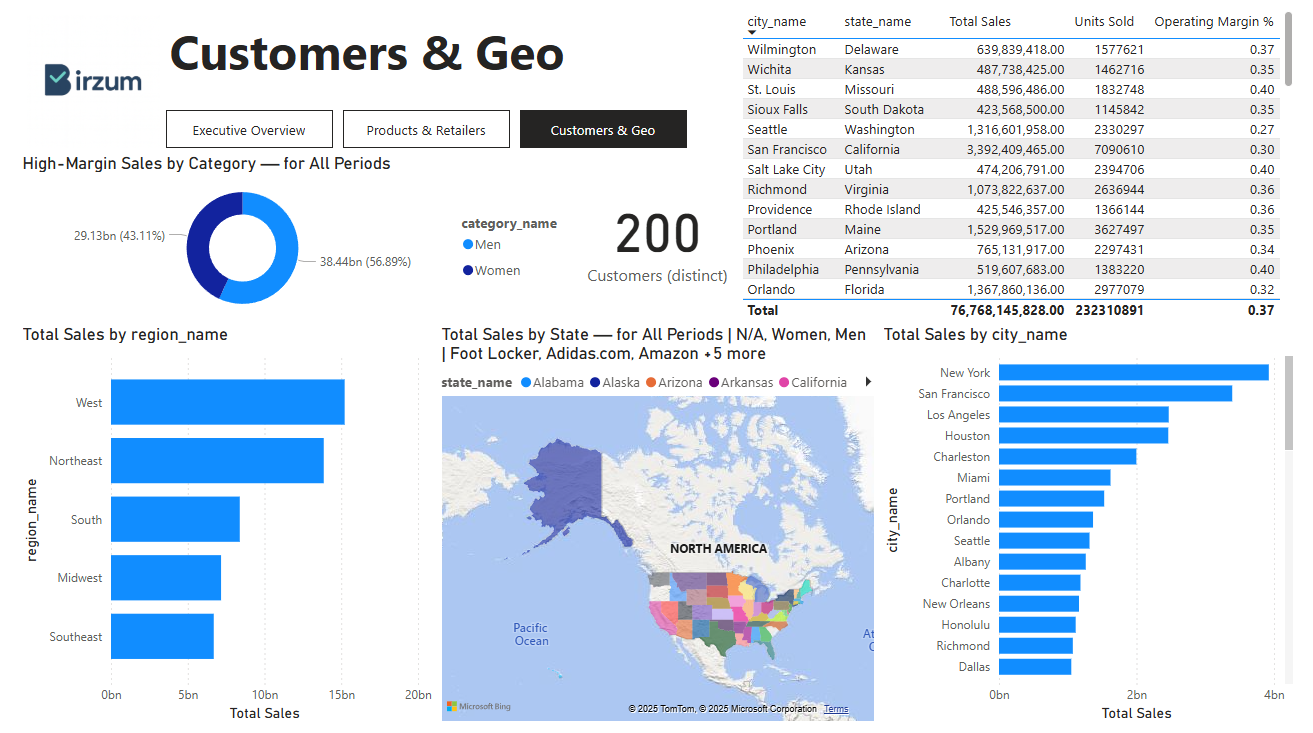 Birzum
Customers & Geo
Executive Overview
Products & Retailers
Customers & Geo
High-Margin Sales by Category — for All Periods
29.13bn (43.11%)
38.44bn (56.89%)
category_name
Men
Women
200
Customers (distinct)
city_name state_name Total Sales Units Sold Operating Margin %
Wilmington Delaware 639,839,418.00 1577621 0.37
Wichita Kansas 487,738,425.00 1462716 0.35
St. Louis Missouri 488,596,486.00 1832748 0.40
Sioux Falls South Dakota 423,568,500.00 1145842 0.35
Seattle Washington 1,316,601,958.00 2330297 0.27
San Francisco California 3,392,409,465.00 7090610 0.30
Salt Lake City Utah 474,206,791.00 2394706 0.40
Richmond Virginia 1,073,822,637.00 2636944 0.36
Providence Rhode Island 425,546,357.00 1366144 0.36
Portland Maine 1,529,969,517.00 3627497 0.35
Phoenix Arizona 765,131,917.00 2297431 0.34
Philadelphia Pennsylvania 519,607,683.00 1383220 0.40
Orlando Florida 1,367,860,136.00 2977079 0.32
Total 76,768,145,828.00 232310891 0.37
Total Sales by region_name
region_name
West
Northeast
South
Midwest
Southeast
0bn 5bn 10bn 15bn 20bn
Total Sales
Total Sales by State — for All Periods | N/A, Women, Men
| Foot Locker, Adidas.com, Amazon +5 more
state_name Alabama Alaska Arizona Arkansas California
NORTH AMERICA
Pacific
Ocean
At
Microsoft Bing
© 2025 TomTom, © 2025 Microsoft Corporation Terms
Total Sales by city_name
city_name
New York
San Francisco
Los Angeles
Houston
Charleston
Miami
Portland
Orlando
Seattle
Albany
Charlotte
New Orleans
Honolulu
Richmond
Dallas
0bn 2bn 4bn
Total Sales